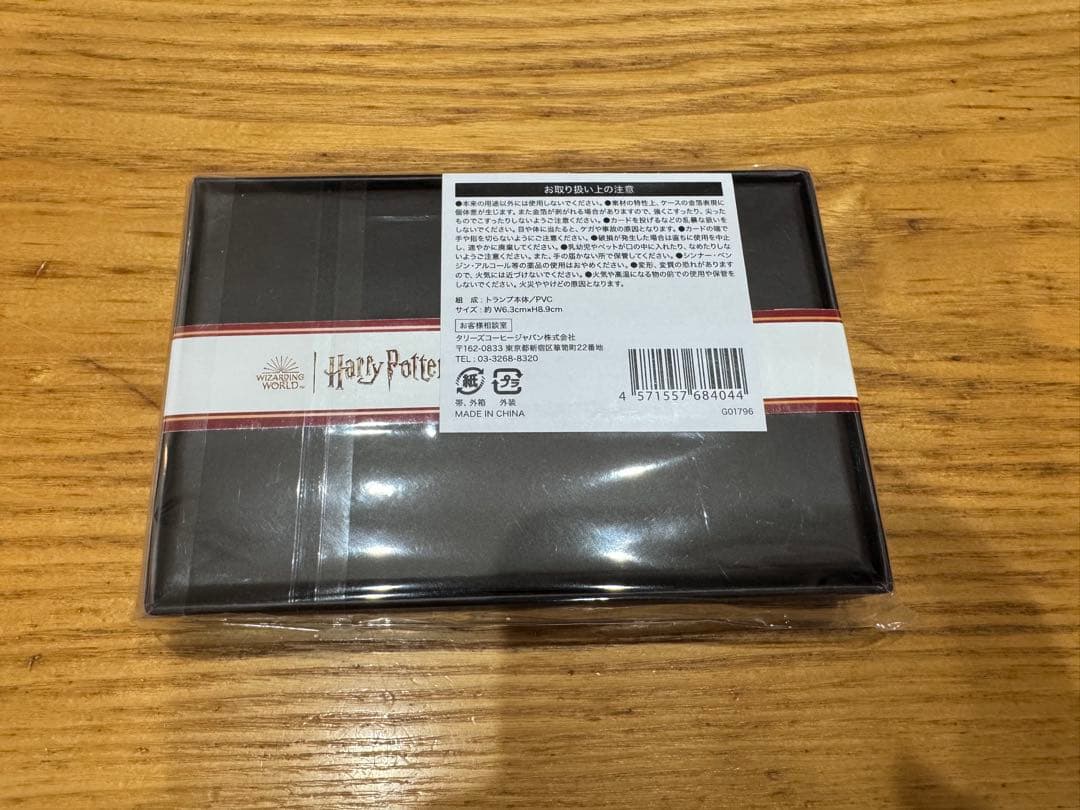 お取り扱い上の注意
●本来の用途以外には使用しないでください。●素材の特性上、ケースの金箔表現に
個体差が生じます。また金箔が剥がれる場合がありますので、強くこすったり、尖った
ものでこすったりしないようご注意ください。●カードを投げるなどの乱暴な扱いを
しないでください。目や体に当たると、ケガや事故の原因となります。●カードの端で
手や指を切らないようにご注意ください。●破損が発生した場合は直ちに使用を中止
し、速やかに廃棄してください。●乳幼児やペットが口の中に入れたり、なめたりしな
いようご注意ください。また、手の届かない所で保管してください。●シンナー・ベン
ジン・アルコール等の薬品の使用はおやめください。●変形、変質の恐れがあります
ので、火気には近づけないでください。●火気や高温になる物の前での使用や保管を
しないでください。火災ややけどの原因となります。
組　成：トランプ本体／PVC
サイズ：約 W6.3cm×H8.9cm
お客様相談室
タリーズコーヒージャパン株式会社
〒162-0833 東京都新宿区箪笥町22番地
TEL：03-3268-8320
紙 プラ
帯、外箱 外装
MADE IN CHINA
4 571557 684044
G01796
WIZARDING
WORLD™
Harry Potter